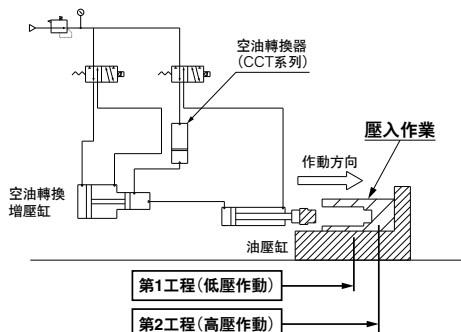 空油轉換器
（CCT系列）
壓入作業
作動方向
空油轉換
增壓缸
油壓缸
第1工程（低壓作動）
第2工程（高壓作動）